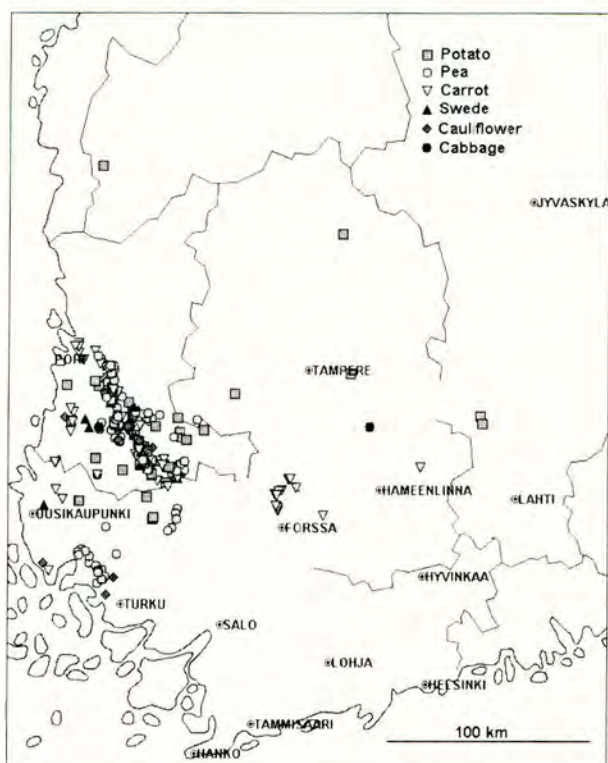 Potato
Pea
Carrot
Swede
Cauliflower
Cabbage
JYVASKYLA
PORI
TAMPERE
HAMEENLINNA
LAHTI
UUSIKAUPUNKI
FORSSA
HYVINKAA
TURKU
SALO
LOHJA
HELSINKI
TAMMISAARI
100 km
HANKO